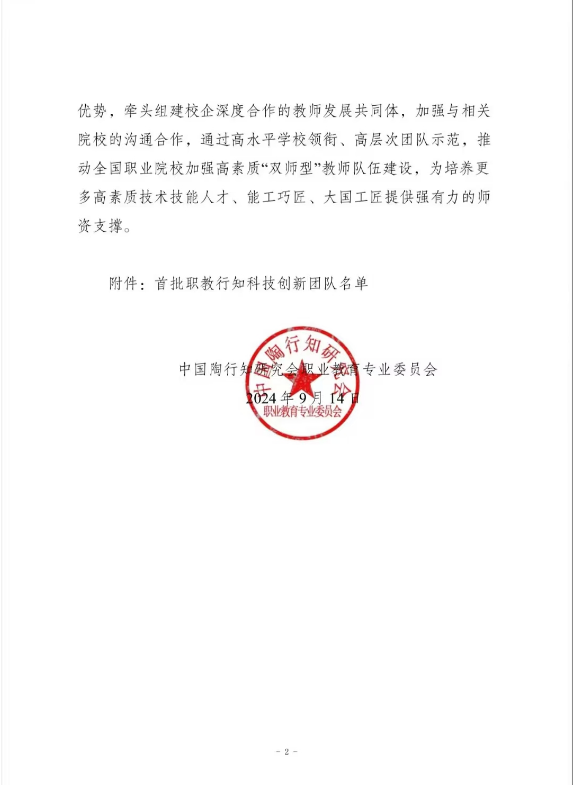 优势，牵头组建校企深度合作的教师发展共同体，加强与相关
院校的沟通合作，通过高水平学校领衔、高层次团队示范，推
动全国职业院校加强高素质“双师型”教师队伍建设，为培养更
多高素质技术技能人才、能工巧匠、大国工匠提供强有力的师
资支撑。
附件：首批职教行知科技创新团队名单
中国陶行知研究会职业教育专业委员会
2024 年 9 月 14 日
中国陶行知研究会
职业教育专业委员会
- 2 -